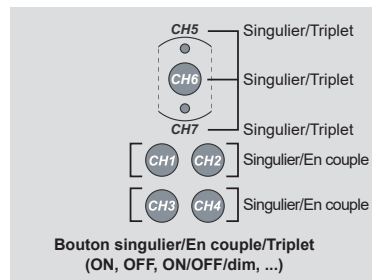 CH5 Singulier/Triplet
CH6 Singulier/Triplet
CH7 Singulier/Triplet
CH1 CH2 Singulier/En couple
CH3 CH4 Singulier/En couple
Bouton singulier/En couple/Triplet
(ON, OFF, ON/OFF/dim, ...)